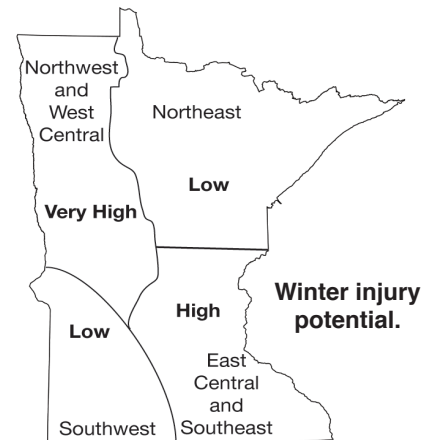 Northwest
and
West
Central
Very High
Northeast
Low
Winter injury
potential.
Low
Southwest
High
East
Central
and
Southeast